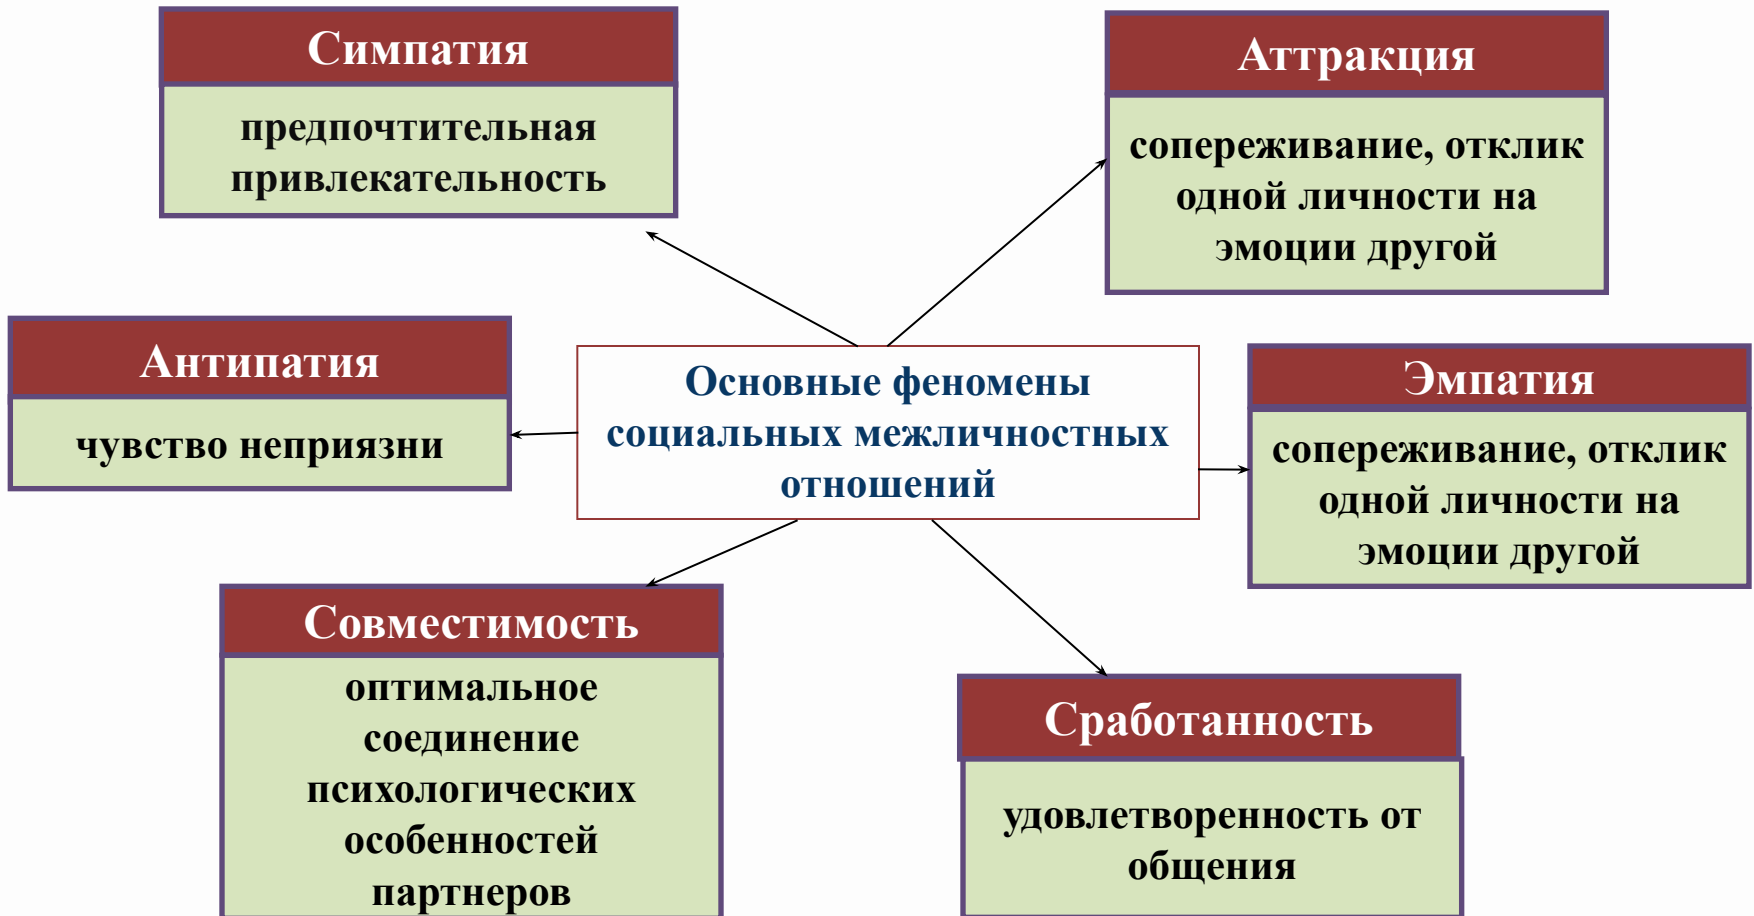 Симпатия
предпочтительная
привлекательность
Аттракция
сопереживание, отклик
одной личности на
эмоции другой
Антипатия
чувство неприязни
Основные феномены
социальных межличностных
отношений
Эмпатия
сопереживание, отклик
одной личности на
эмоции другой
Совместимость
оптимальное
соединение
психологических
особенностей
партнеров
Сработанность
удовлетворенность от
общения